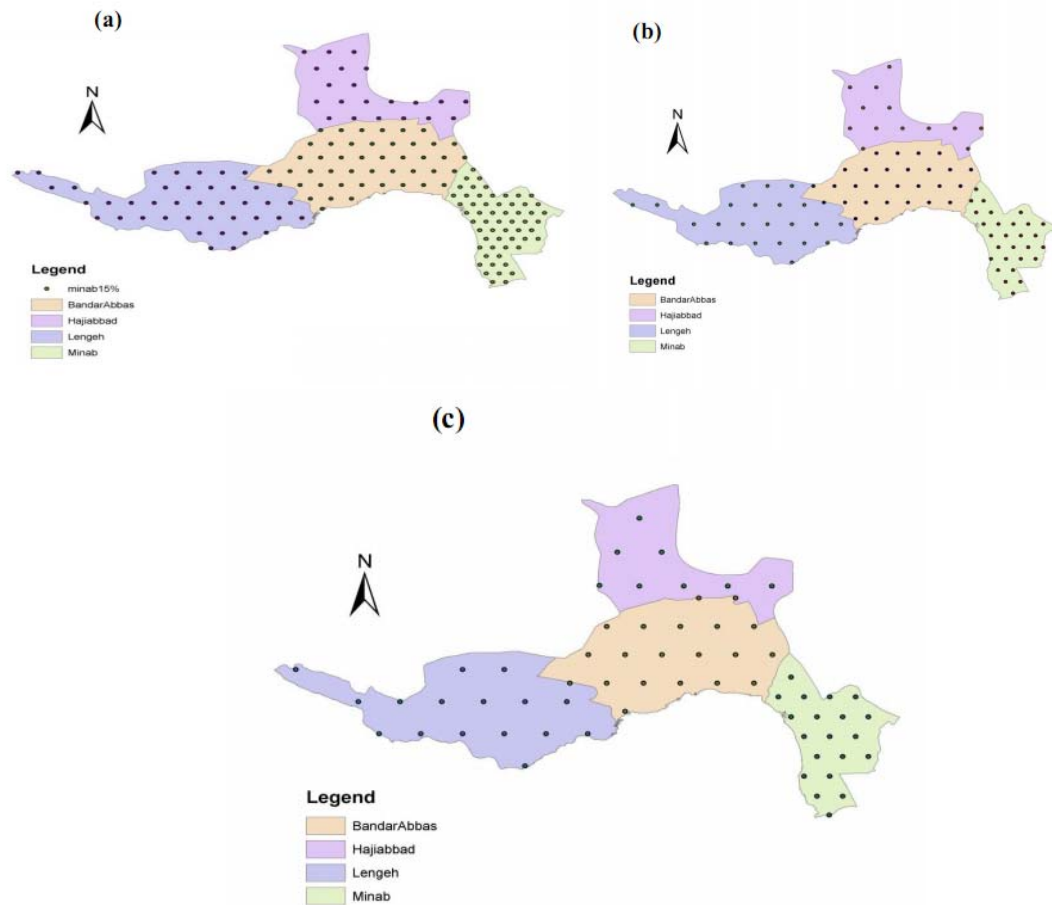 (a)
N
Legend
minab15%
BandarAbbas
Hajiabbad
Lengeh
Minab
(b)
N
Legend
BandarAbbas
Hajiabbad
Lengeh
Minab
(c)
N
Legend
BandarAbbas
Hajiabbad
Lengeh
Minab